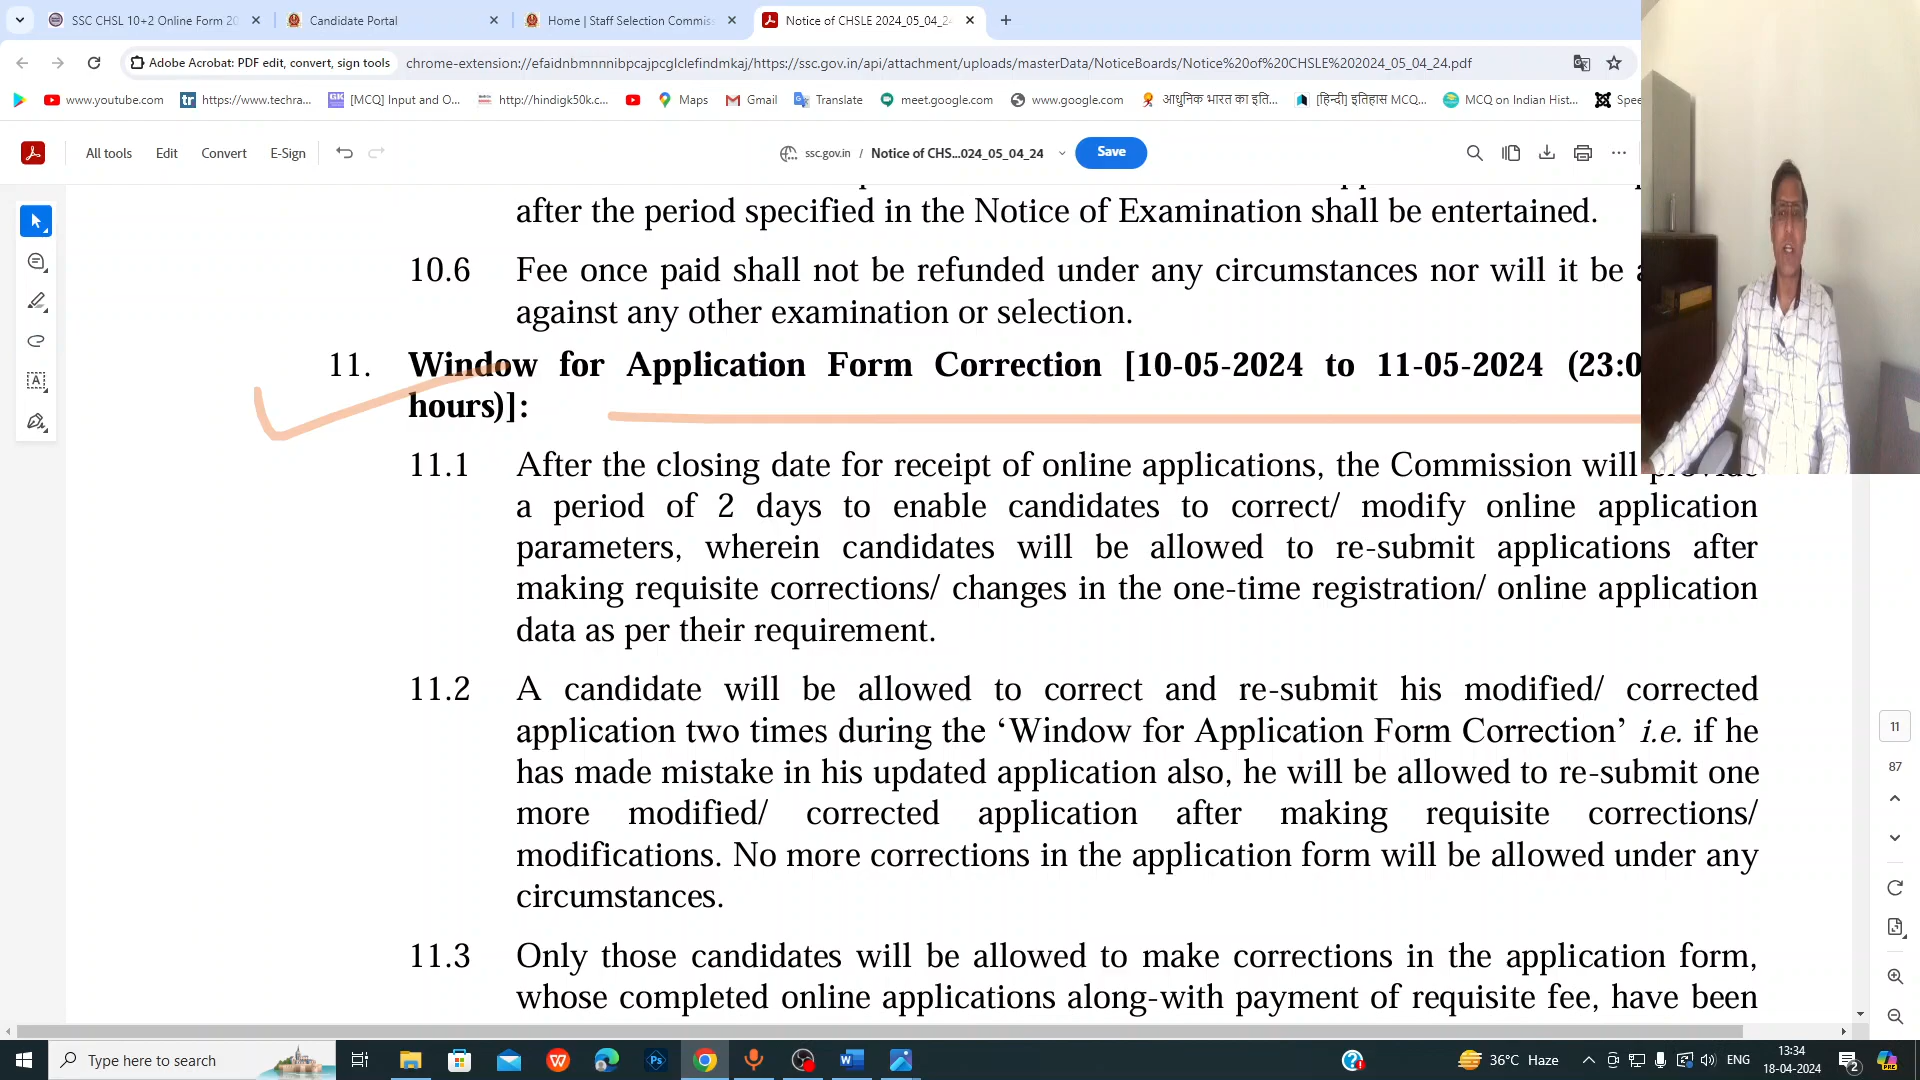 SSC CHSL 10+2 Online Form 20
Candidate Portal
Home | Staff Selection Commis
Notice of CHSLE 2024_05_04_24
Adobe Acrobat: PDF edit, convert, sign tools
chrome-extension://efaidnbmnnnibpcajpcglclefindmkaj/https://ssc.gov.in/api/attachment/uploads/masterData/NoticeBoards/Notice%20of%20CHSLE%202024_05_04_24.pdf
www.youtube.com
https://www.techra...
[MCQ] Input and O...
http://hindigk50k.c...
Maps
Gmail
Translate
meet.google.com
www.google.com
आधुनिक भारत का इति...
[हिन्दी] इतिहास MCQ...
MCQ on Indian Hist...
Spee
All tools
Edit
Convert
E-Sign
ssc.gov.in / Notice of CHS...024_05_04_24
Save
after the period specified in the Notice of Examination shall be entertained.
10.6 Fee once paid shall not be refunded under any circumstances nor will it be a
against any other examination or selection.
11. Window for Application Form Correction [10-05-2024 to 11-05-2024 (23:0
hours)]:
11.1 After the closing date for receipt of online applications, the Commission will provide
a period of 2 days to enable candidates to correct/ modify online application
parameters, wherein candidates will be allowed to re-submit applications after
making requisite corrections/ changes in the one-time registration/ online application
data as per their requirement.
11.2 A candidate will be allowed to correct and re-submit his modified/ corrected
application two times during the ‘Window for Application Form Correction’ i.e. if he
has made mistake in his updated application also, he will be allowed to re-submit one
more modified/ corrected application after making requisite corrections/
modifications. No more corrections in the application form will be allowed under any
circumstances.
11.3 Only those candidates will be allowed to make corrections in the application form,
whose completed online applications along-with payment of requisite fee, have been
11
87
Type here to search
36°C Haze
ENG
13:34
18-04-2024
2